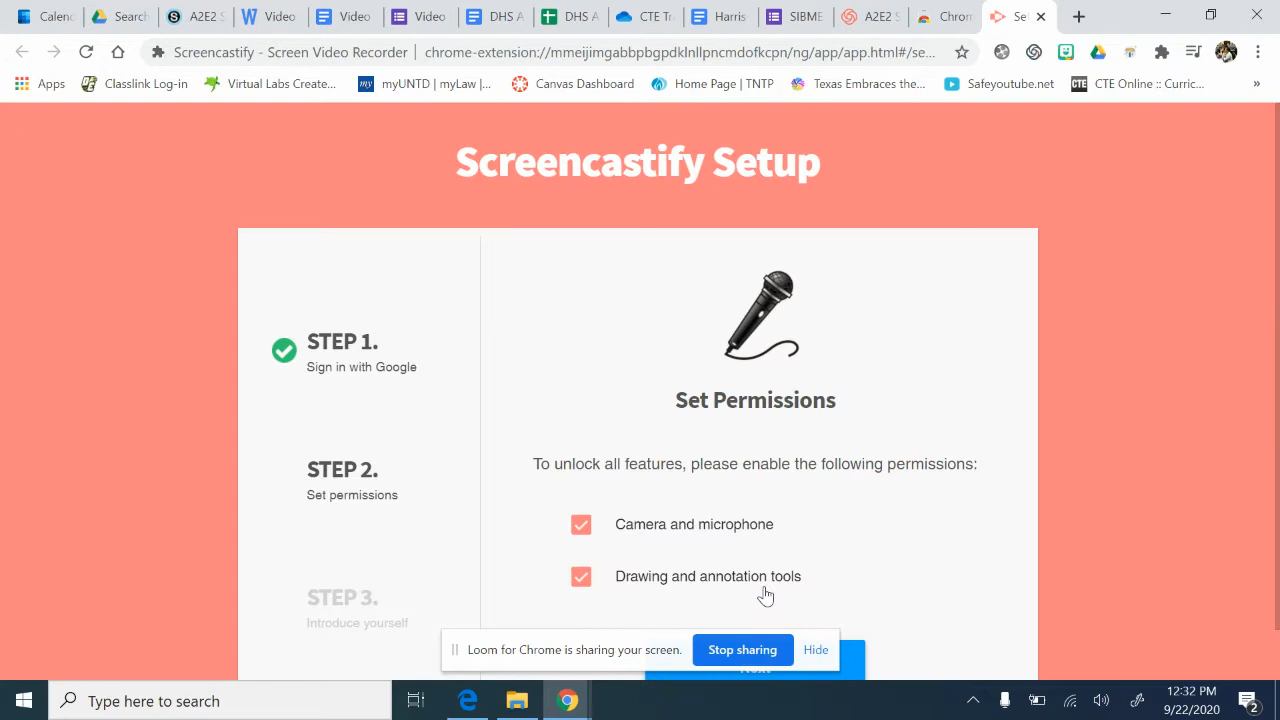 Calend
Search
A2E2 S
Video
Video
Video
DHS A
DHS A
CTE Tr
Harris
SIEME
A2E2 S
Chrom
Se
Screencastify - Screen Video Recorder
chrome-extension://mmeijimgabbpbgpdklnllpncmdofkcpn/ng/app/app.html#/se...
Apps
Classlink Log-in
Virtual Labs Create...
my
myUNTD | myLaw |...
Canvas Dashboard
Home Page | TNTP
Texas Embraces the...
Safeyoutube.net
CTE
CTE Online :: Curric...
»
Screencastify Setup
STEP 1.
Sign in with Google
STEP 2.
Set permissions
STEP 3.
Introduce yourself
Set Permissions
To unlock all features, please enable the following permissions:
Camera and microphone
Drawing and annotation tools
Loom for Chrome is sharing your screen.
Stop sharing
Hide
Next
Type here to search
12:32 PM
9/22/2020
2